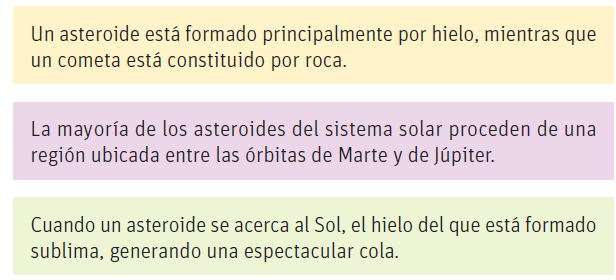 Un asteroide está formado principalmente por hielo, mientras que
un cometa está constituido por roca.
La mayoría de los asteroides del sistema solar proceden de una
región ubicada entre las órbitas de Marte y de Júpiter.
Cuando un asteroide se acerca al Sol, el hielo del que está formado
sublima, generando una espectacular cola.